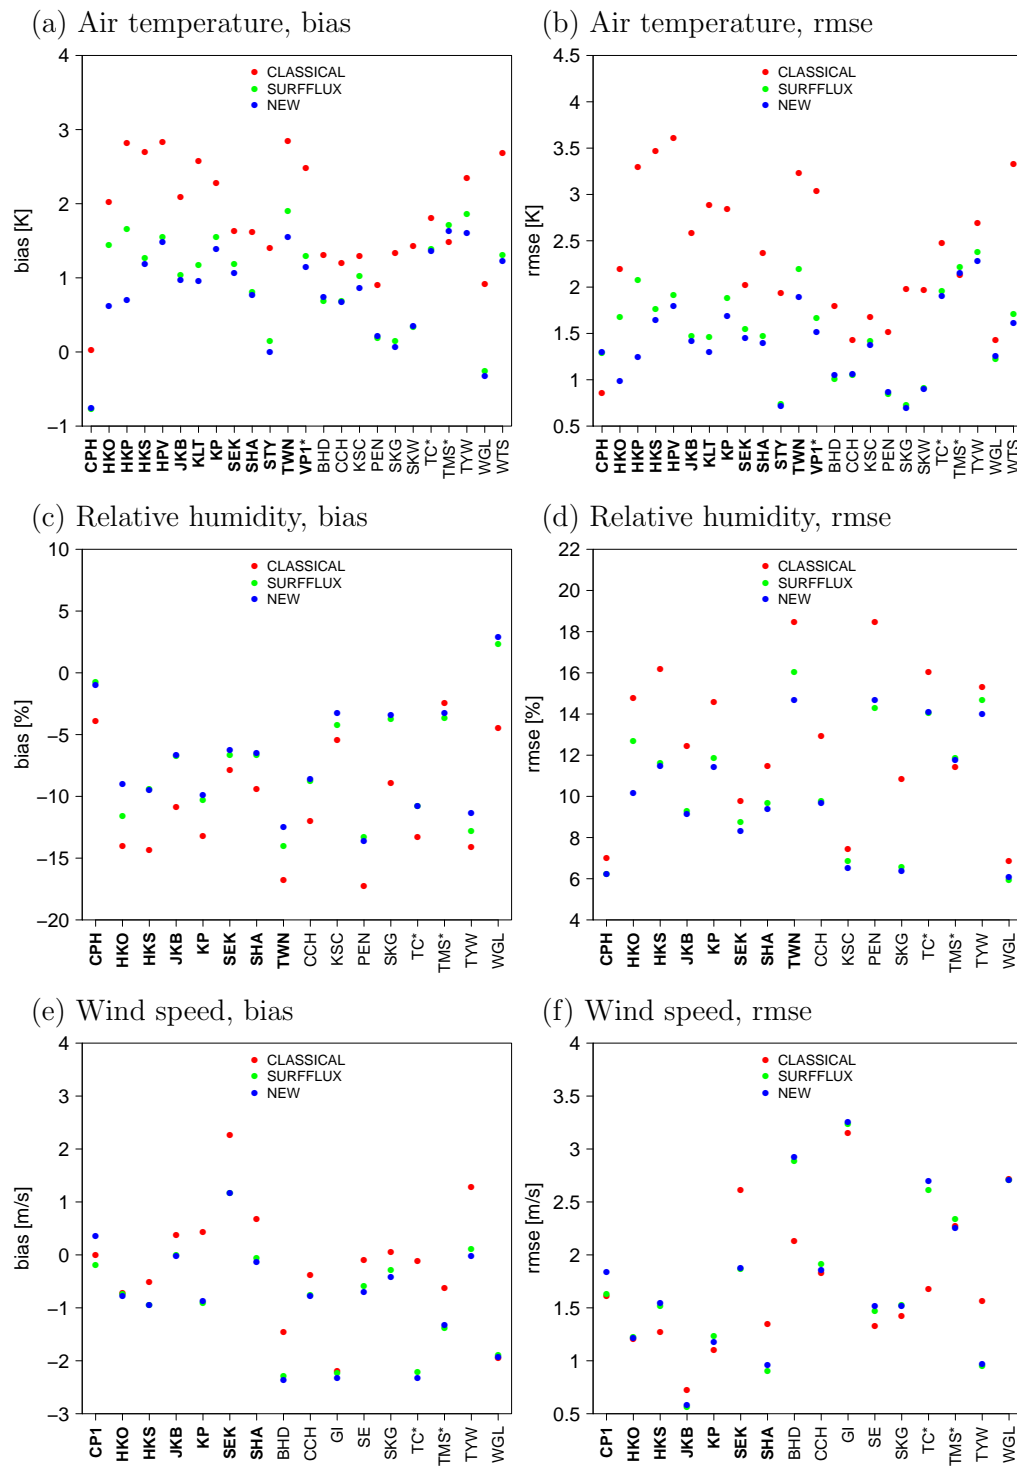 (a) Air temperature, bias
4
3
2
1
0
−1
bias [K]
CLASSICAL
SURFFLUX
NEW
CPH HKO HKP HKS HPV JKB KLT KP SEK SHA STY TWN VP1* BHD CCH KSC PEN SKG SKW TC* TMS* TYW WGL WTS
(b) Air temperature, rmse
4.5
4
3.5
3
2.5
2
1.5
1
0.5
rmse [K]
CLASSICAL
SURFFLUX
NEW
CPH HKO HKP HKS HPV JKB KLT KP SEK SHA STY TWN VP1* BHD CCH KSC PEN SKG SKW TC* TMS* TYW WGL WTS
(c) Relative humidity, bias
10
5
0
−5
−10
−15
−20
bias [%]
CLASSICAL
SURFFLUX
NEW
CPH HKO HKS JKB KP SEK SHA TWN CCH KSC PEN SKG TC* TMS* TYW WGL
(d) Relative humidity, rmse
22
20
18
16
14
12
10
8
6
4
rmse [%]
CLASSICAL
SURFFLUX
NEW
CPH HKO HKS JKB KP SEK SHA TWN CCH KSC PEN SKG TC* TMS* TYW WGL
(e) Wind speed, bias
4
3
2
1
0
−1
−2
−3
bias [m/s]
CLASSICAL
SURFFLUX
NEW
CP1 HKO HKS JKB KP SEK SHA BHD CCH GI SE SKG TC* TMS* TYW WGL
(f) Wind speed, rmse
4
3.5
3
2.5
2
1.5
1
0.5
rmse [m/s]
CLASSICAL
SURFFLUX
NEW
CP1 HKO HKS JKB KP SEK SHA BHD CCH GI SE SKG TC* TMS* TYW WGL